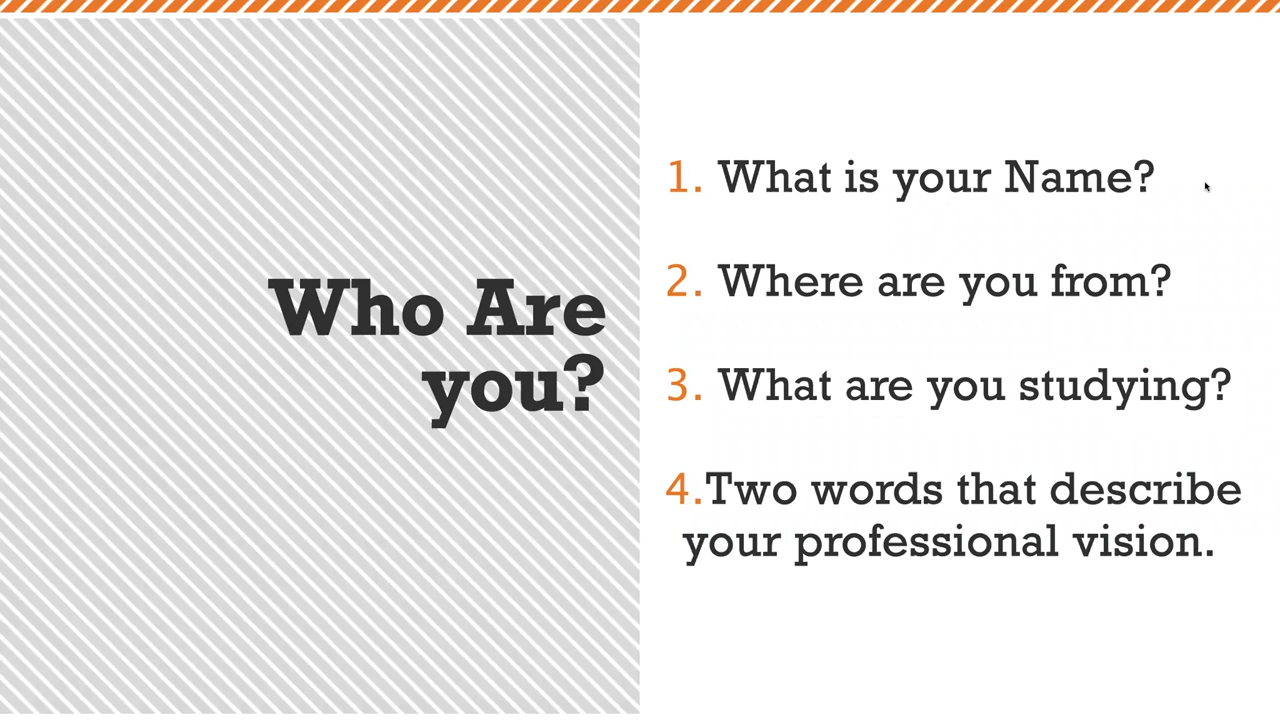 Who Are
you?
1. What is your Name?
2. Where are you from?
3. What are you studying?
4.Two words that describe
your professional vision.